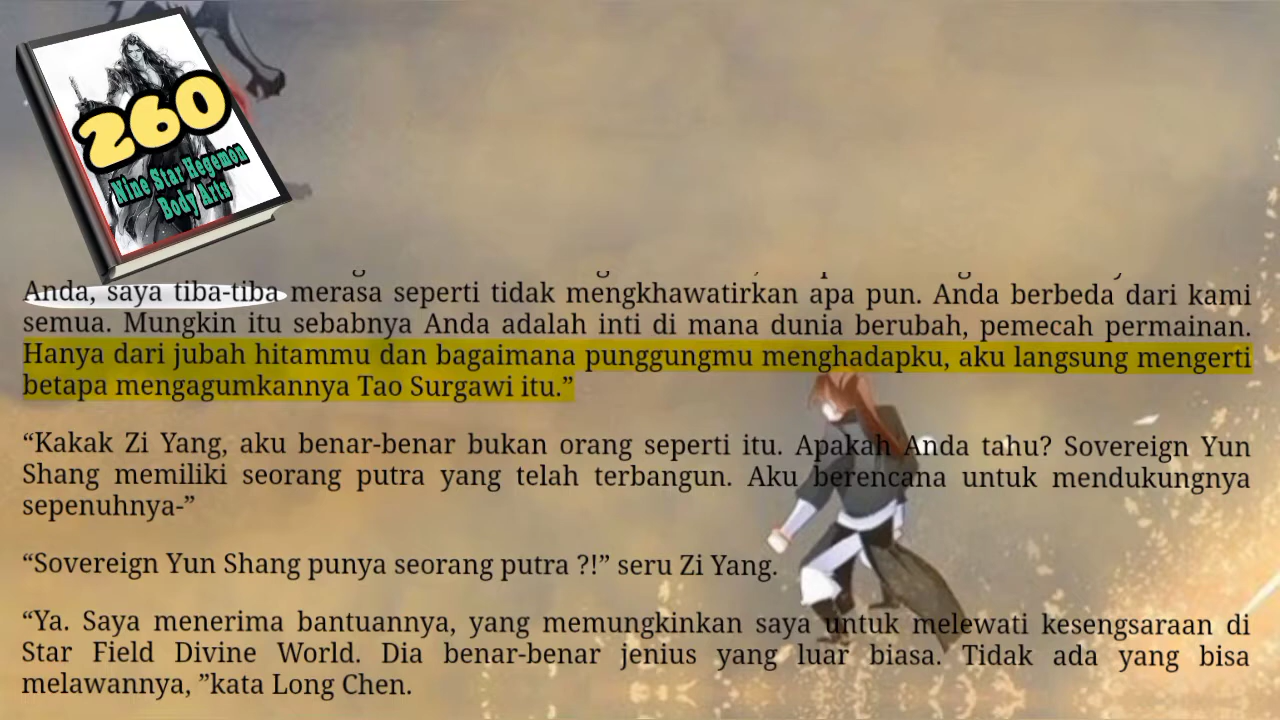 260
Nine Star Hegemon
Body Arts
Anda, saya tiba-tiba merasa seperti tidak mengkhawatirkan apa pun. Anda berbeda dari kami
semua. Mungkin itu sebabnya Anda adalah inti di mana dunia berubah, pemecah permainan.
Hanya dari jubah hitammu dan bagaimana punggungmu menghadapku, aku langsung mengerti
betapa mengagumkannya Tao Surgawi itu.”
“Kakak Zi Yang, aku benar-benar bukan orang seperti itu. Apakah Anda tahu? Sovereign Yun
Shang memiliki seorang putra yang telah terbangun. Aku berencana untuk mendukungnya
sepenuhnya-”
“Sovereign Yun Shang punya seorang putra ?!” seru Zi Yang.
“Ya. Saya menerima bantuannya, yang memungkinkan saya untuk melewati kesengsaraan di
Star Field Divine World. Dia benar-benar jenius yang luar biasa. Tidak ada yang bisa
melawannya, ”kata Long Chen.